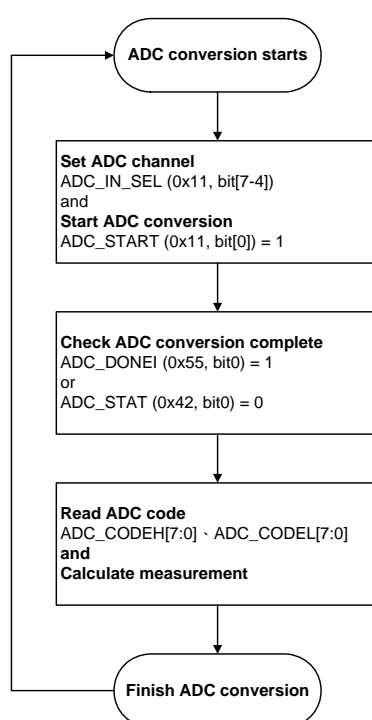 ADC conversion starts
Set ADC channel
ADC_IN_SEL (0x11, bit[7-4])
and
Start ADC conversion
ADC_START (0x11, bit[0]) = 1
Check ADC conversion complete
ADC_DONEI (0x55, bit0) = 1
or
ADC_STAT (0x42, bit0) = 0
Read ADC code
ADC_CODEH[7:0]、ADC_CODEL[7:0]
and
Calculate measurement
Finish ADC conversion